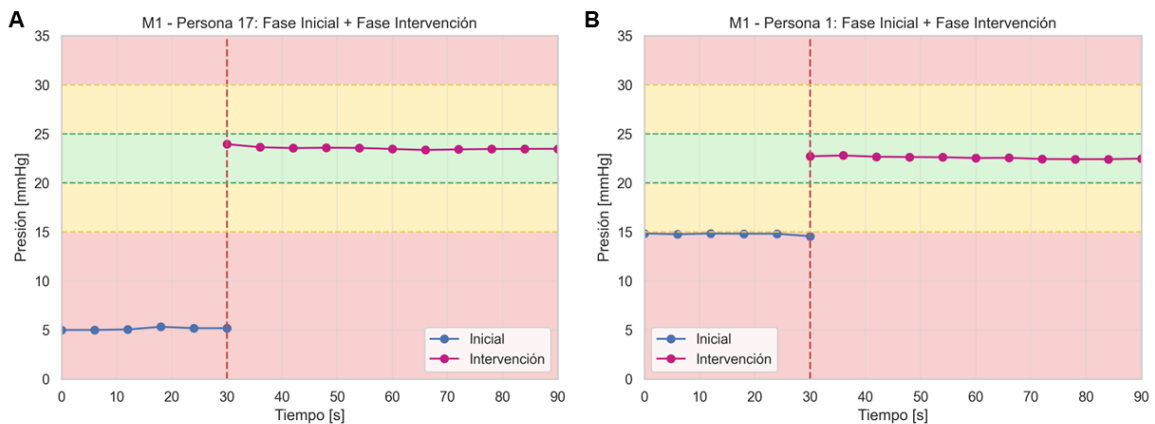 A
M1 - Persona 17: Fase Inicial + Fase Intervención
Presión [mmHg]
35
30
25
20
15
10
5
0
0 10 20 30 40 50 60 70 80 90
Tiempo [s]
Inicial
Intervención
B
M1 - Persona 1: Fase Inicial + Fase Intervención
Presión [mmHg]
35
30
25
20
15
10
5
0
0 10 20 30 40 50 60 70 80 90
Tiempo [s]
Inicial
Intervención